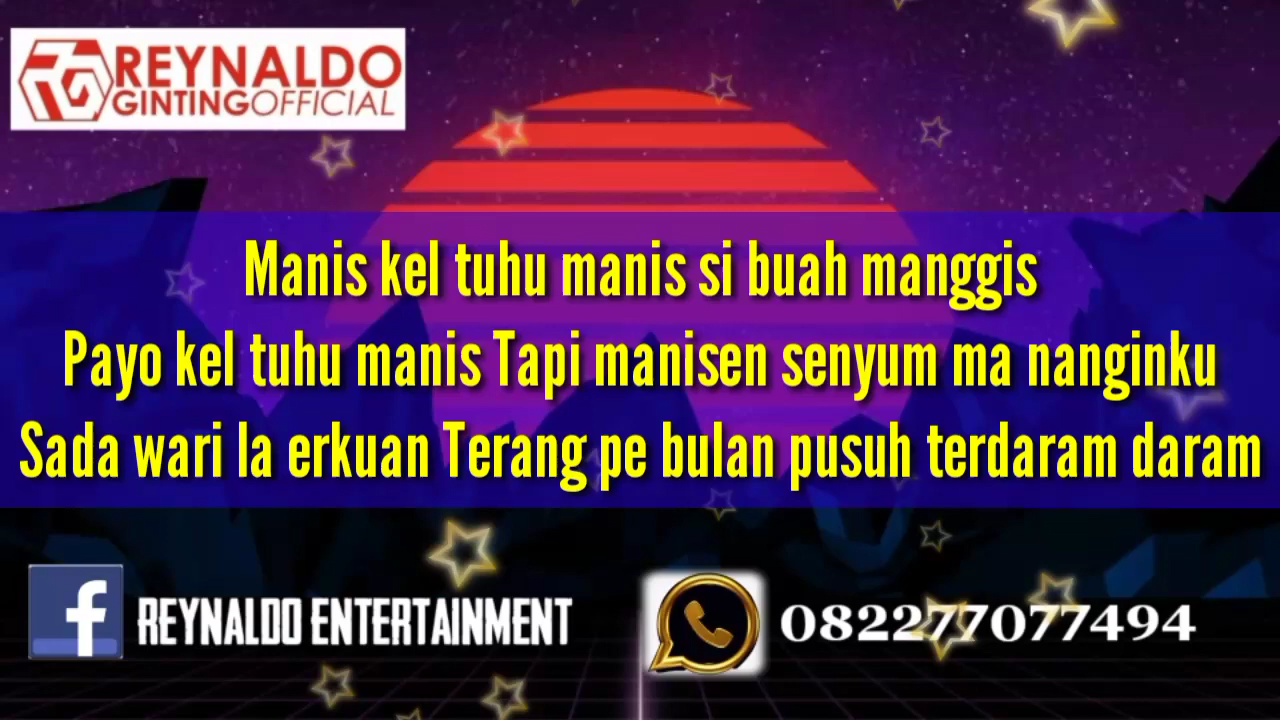 REYNALDO
GINTINGOFFICIAL
Manis kel tuhu manis si buah manggis
Payo kel tuhu manis Tapi manisen senyum ma nanginku
Sada wari la erkuan Terang pe bulan pusuh terdaram daram
REYNALDO ENTERTAINMENT
082277077494